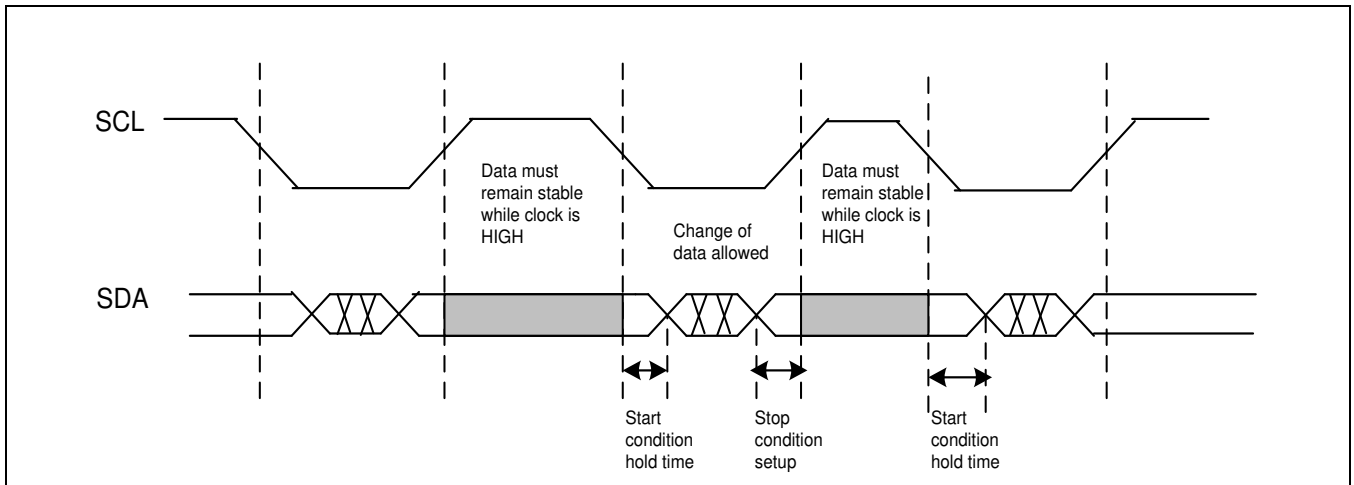 SCL
Data must
remain stable
while clock is
HIGH
Change of
data allowed
Data must
remain stable
while clock is
HIGH
SDA
Start
condition
hold time
Stop
condition
setup
Start
condition
hold time